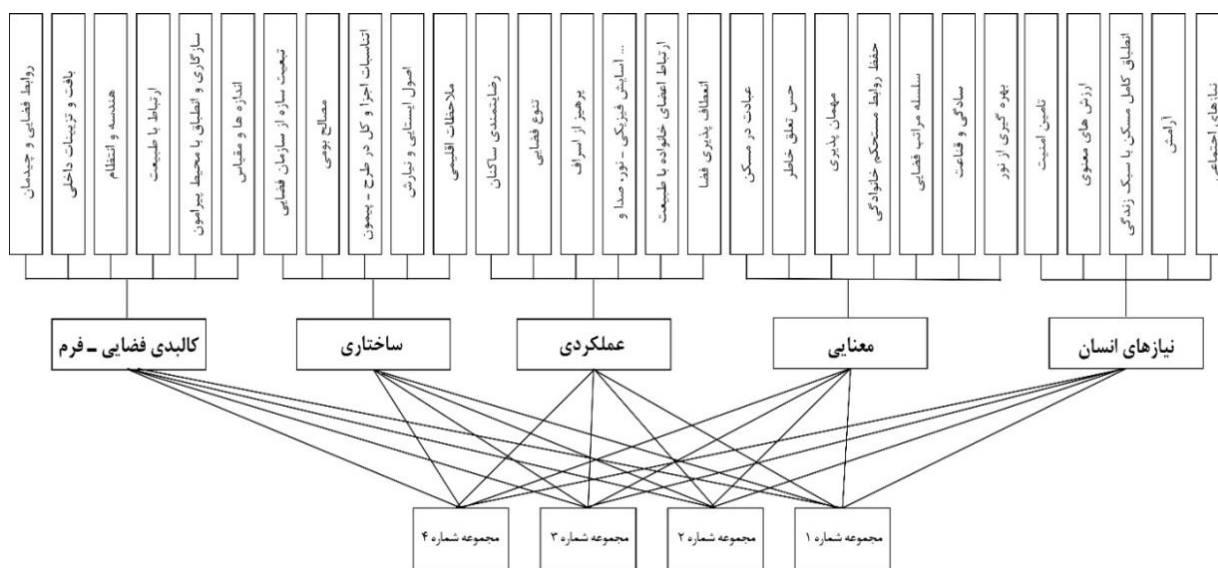 نیازهای اجتماعی
آرامش
انطباق کامل مسکن با سبک زندگی
ارزش های معنوی
تامین امنیت
بهره گیری از نور
سادگی و قناعت
سلسله مراتب فضایی
حفظ روابط مستحکم خانوادگی
مهمان پذیری
حس تعلق خاطر
عبادت در مسکن
انعطاف پذیری فضا
ارتباط اعضای خانواده با طبیعت
آسایش فیزیکی - نور، صدا و ...
پرهیز از اسراف
تنوع فضایی
رضایتمندی ساکنان
ملاحظات اقلیمی
اصول ایستایی و نیارش
اتناسبات اجزا و کل در طرح - پیمون
مصالح بومی
تبعیت سازه از سازمان فضایی
اندازه ها و مقیاس
سازگاری و انطباق با محیط پیرامون
ارتباط با طبیعت
هندسه و انتظام
بافت و تزیینات داخلی
روابط فضایی و چیدمان
نیازهای انسان
معنایی
عملکردی
ساختاری
کالبدی فضایی - فرم
مجموعه شماره ۱
مجموعه شماره ۲
مجموعه شماره ۳
مجموعه شماره ۴